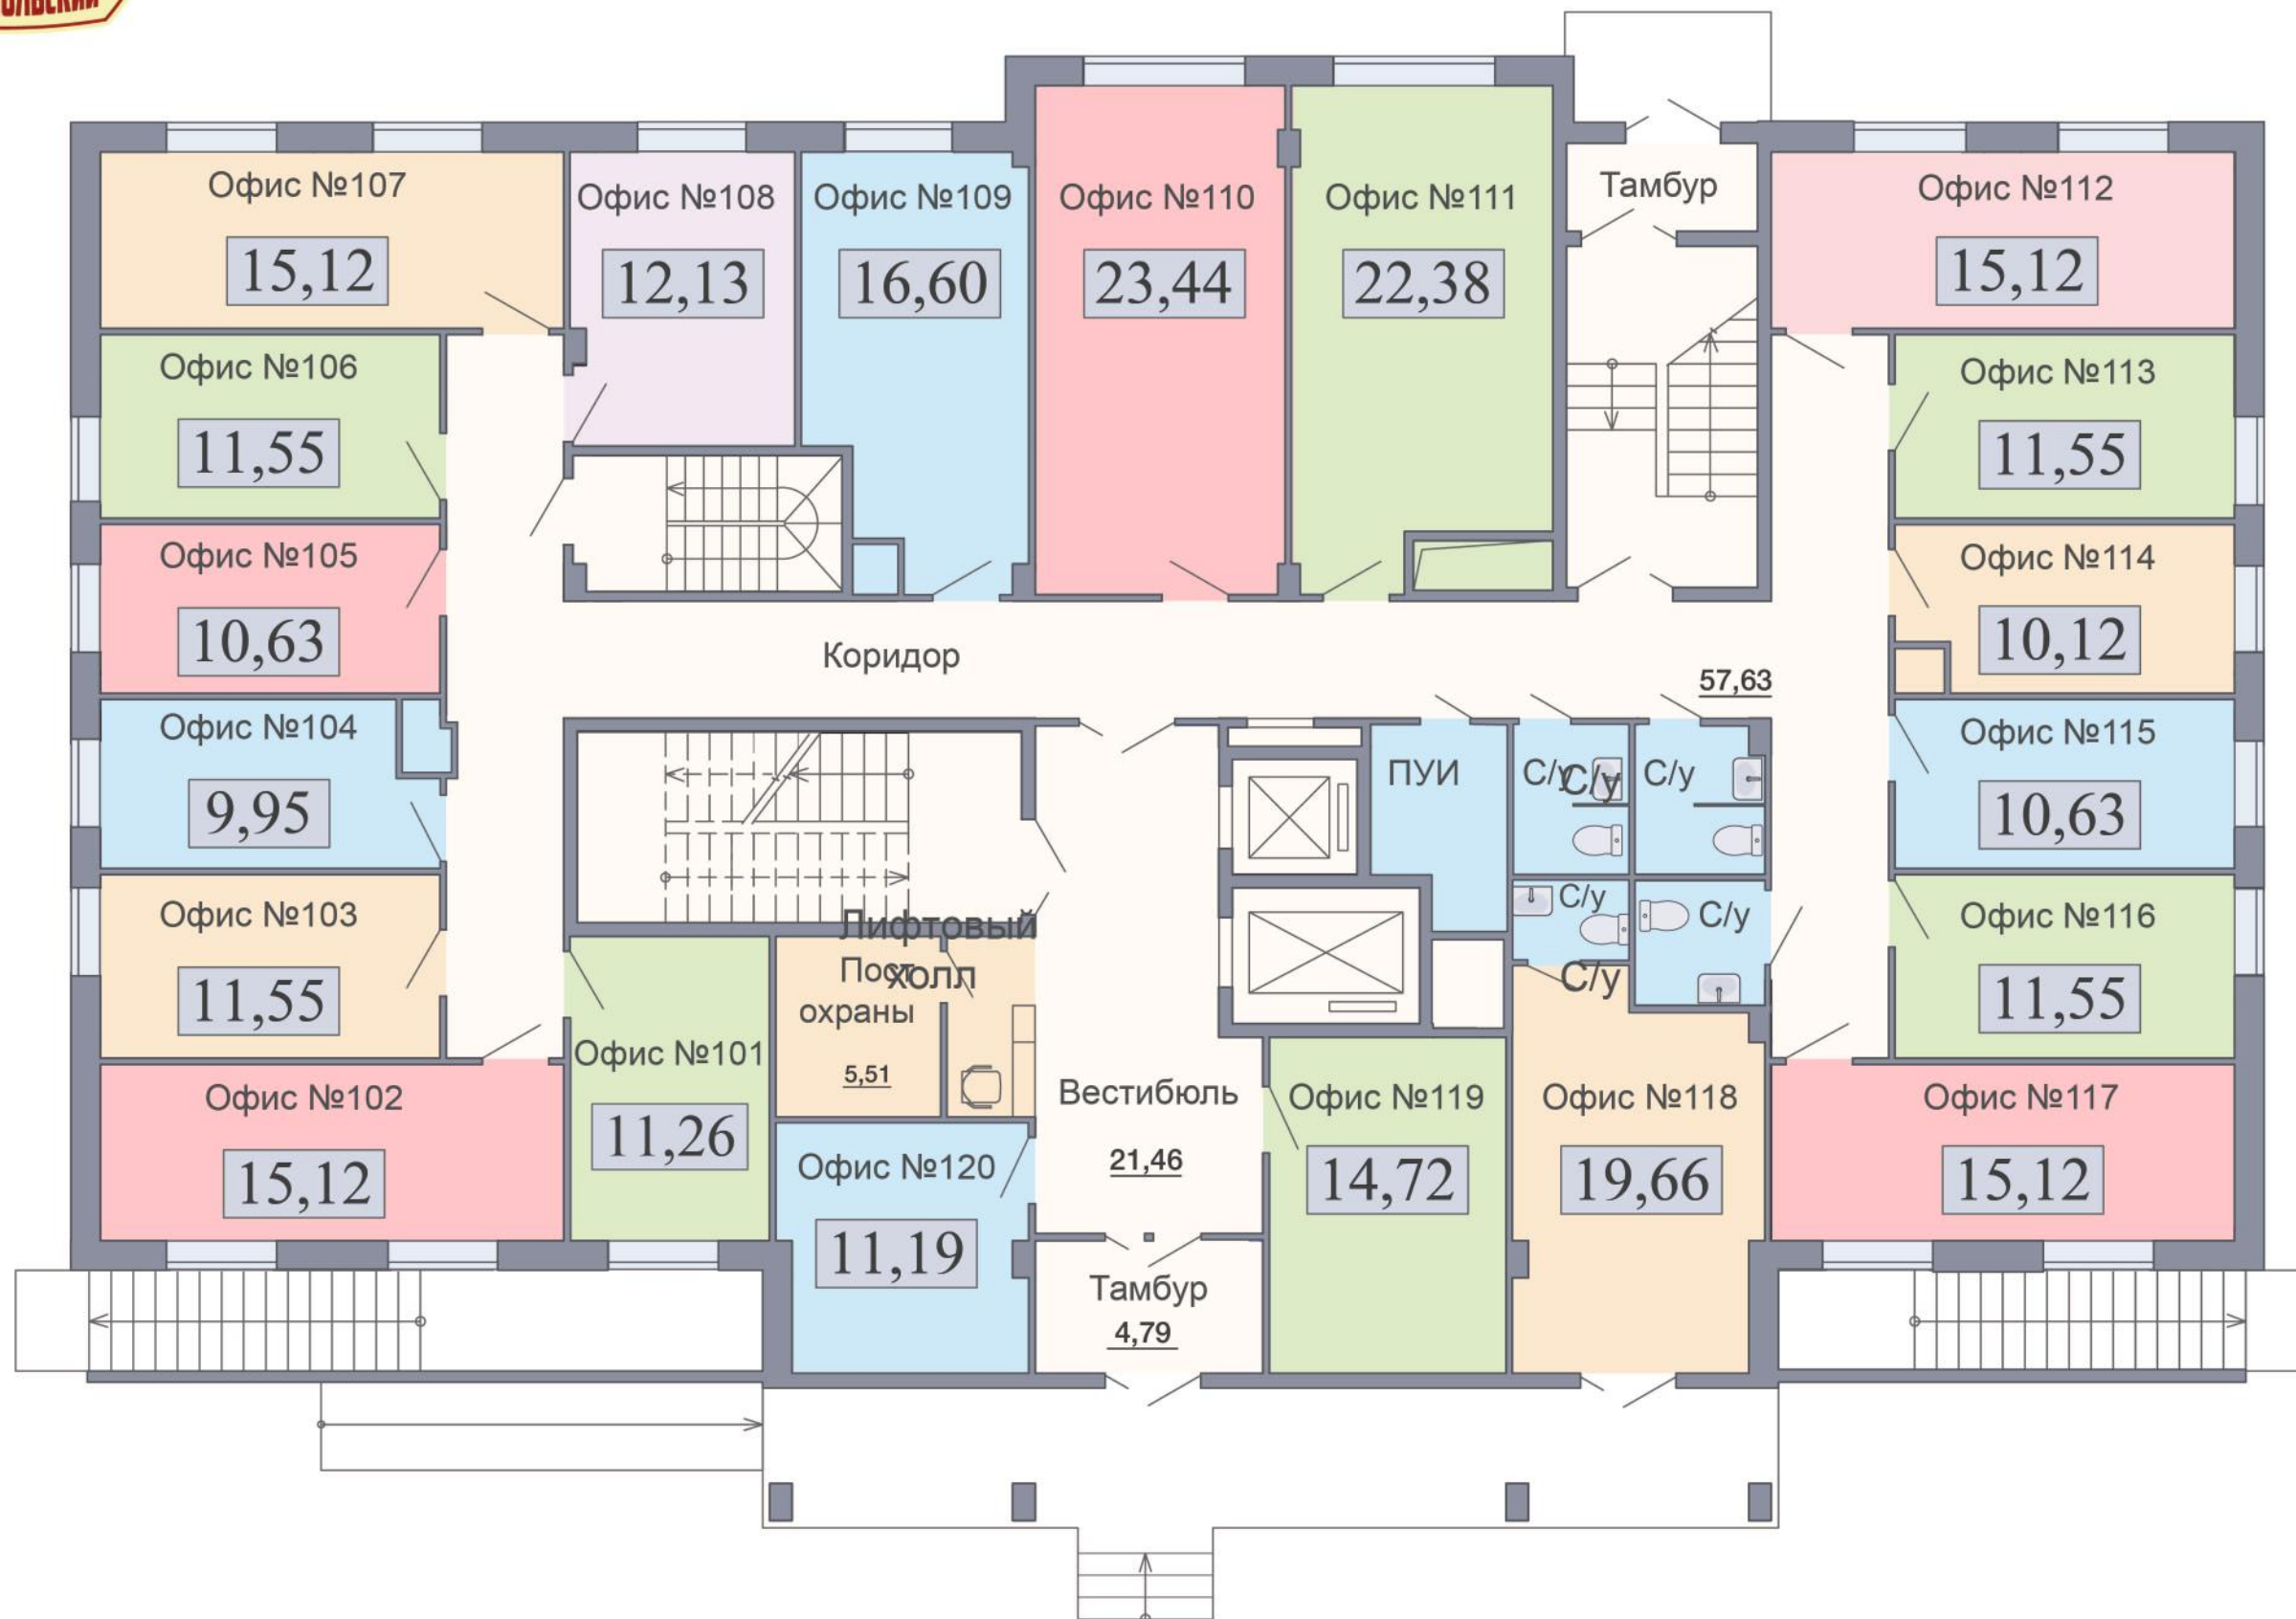 Офис №107
15,12
Офис №108
12,13
Офис №109
16,60
Офис №110
23,44
Офис №111
22,38
Тамбур
Офис №112
15,12
Офис №106
11,55
Офис №113
11,55
Офис №105
10,63
Офис №114
10,12
Коридор
57,63
Офис №104
9,95
ПУИ
С/у
С/у
С/у
Офис №115
10,63
Офис №103
11,55
Лифтовый
холл
Пост
охраны
5,51
С/у
С/у
С/у
Офис №116
11,55
Офис №101
11,26
Офис №102
15,12
Вестибюль
21,46
Офис №119
14,72
Офис №118
19,66
Офис №117
15,12
Офис №120
11,19
Тамбур
4,79